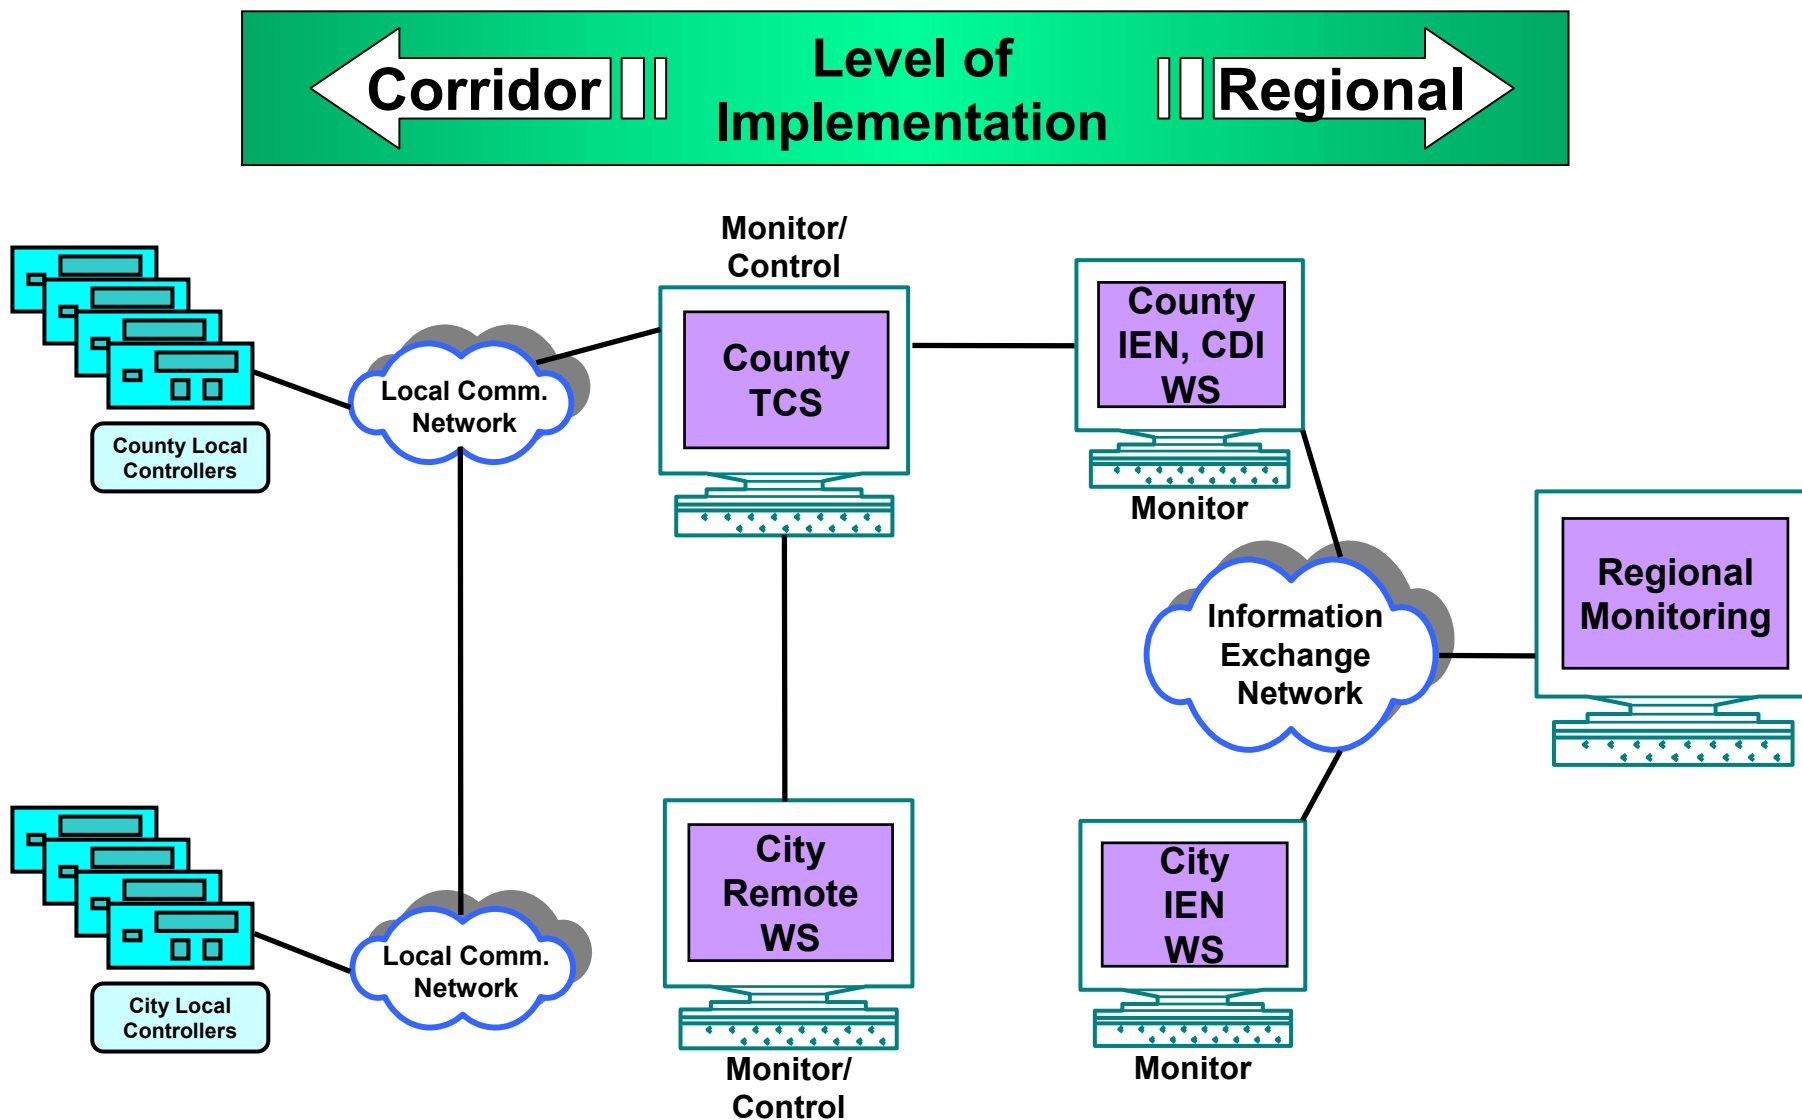 Corridor
Level of
Implementation
Regional
Monitor/
Control
County
TCS
County
IEN, CDI
WS
Monitor
Local Comm.
Network
County Local
Controllers
Information
Exchange
Network
Regional
Monitoring
City
Remote
WS
Monitor/
Control
City
IEN
WS
Monitor
Local Comm.
Network
City Local
Controllers